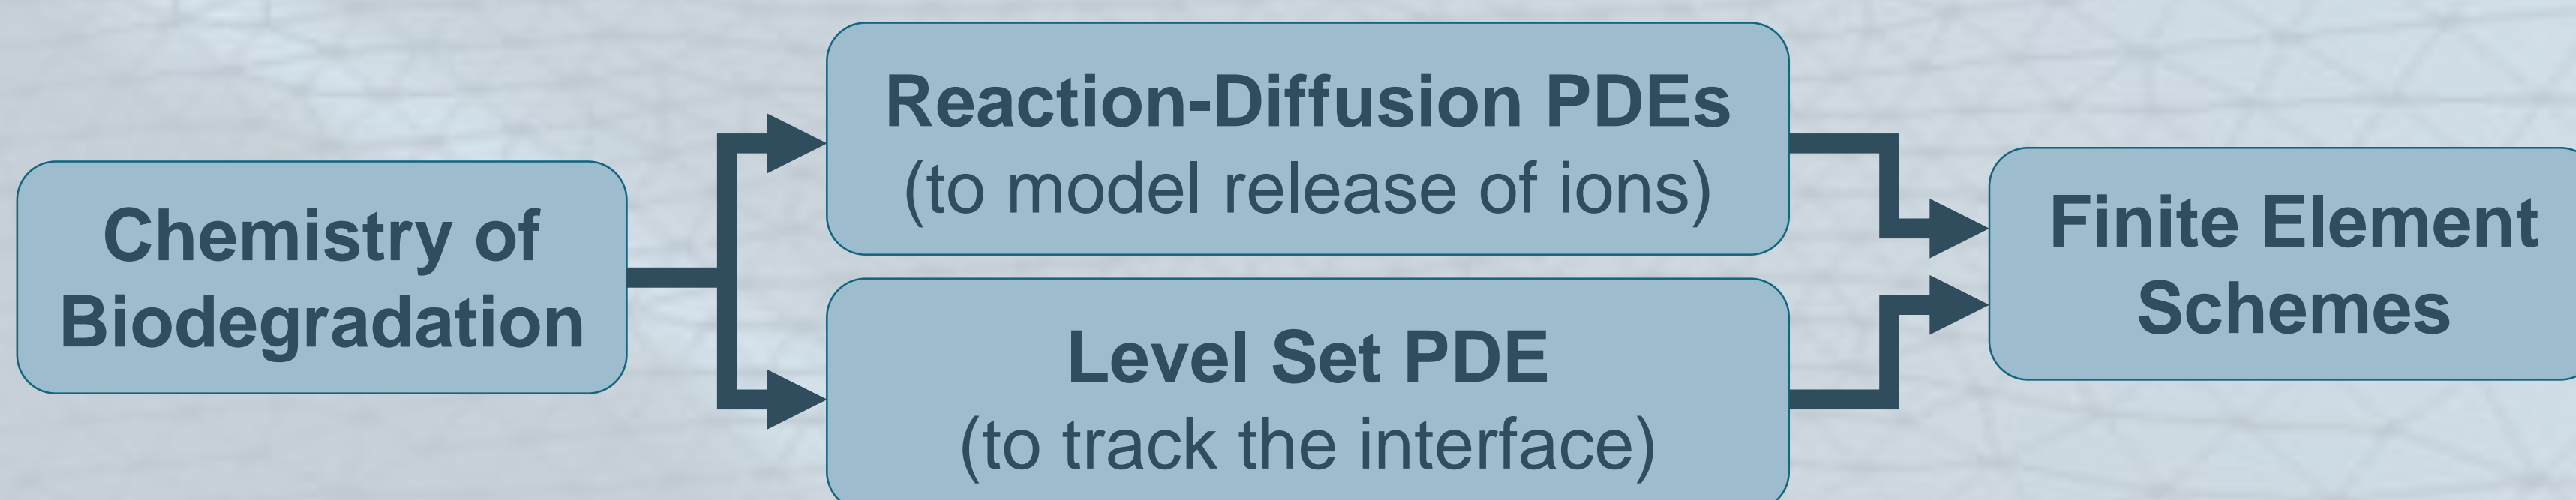 Chemistry of
Biodegradation
Reaction-Diffusion PDEs
(to model release of ions)
Level Set PDE
(to track the interface)
Finite Element
Schemes